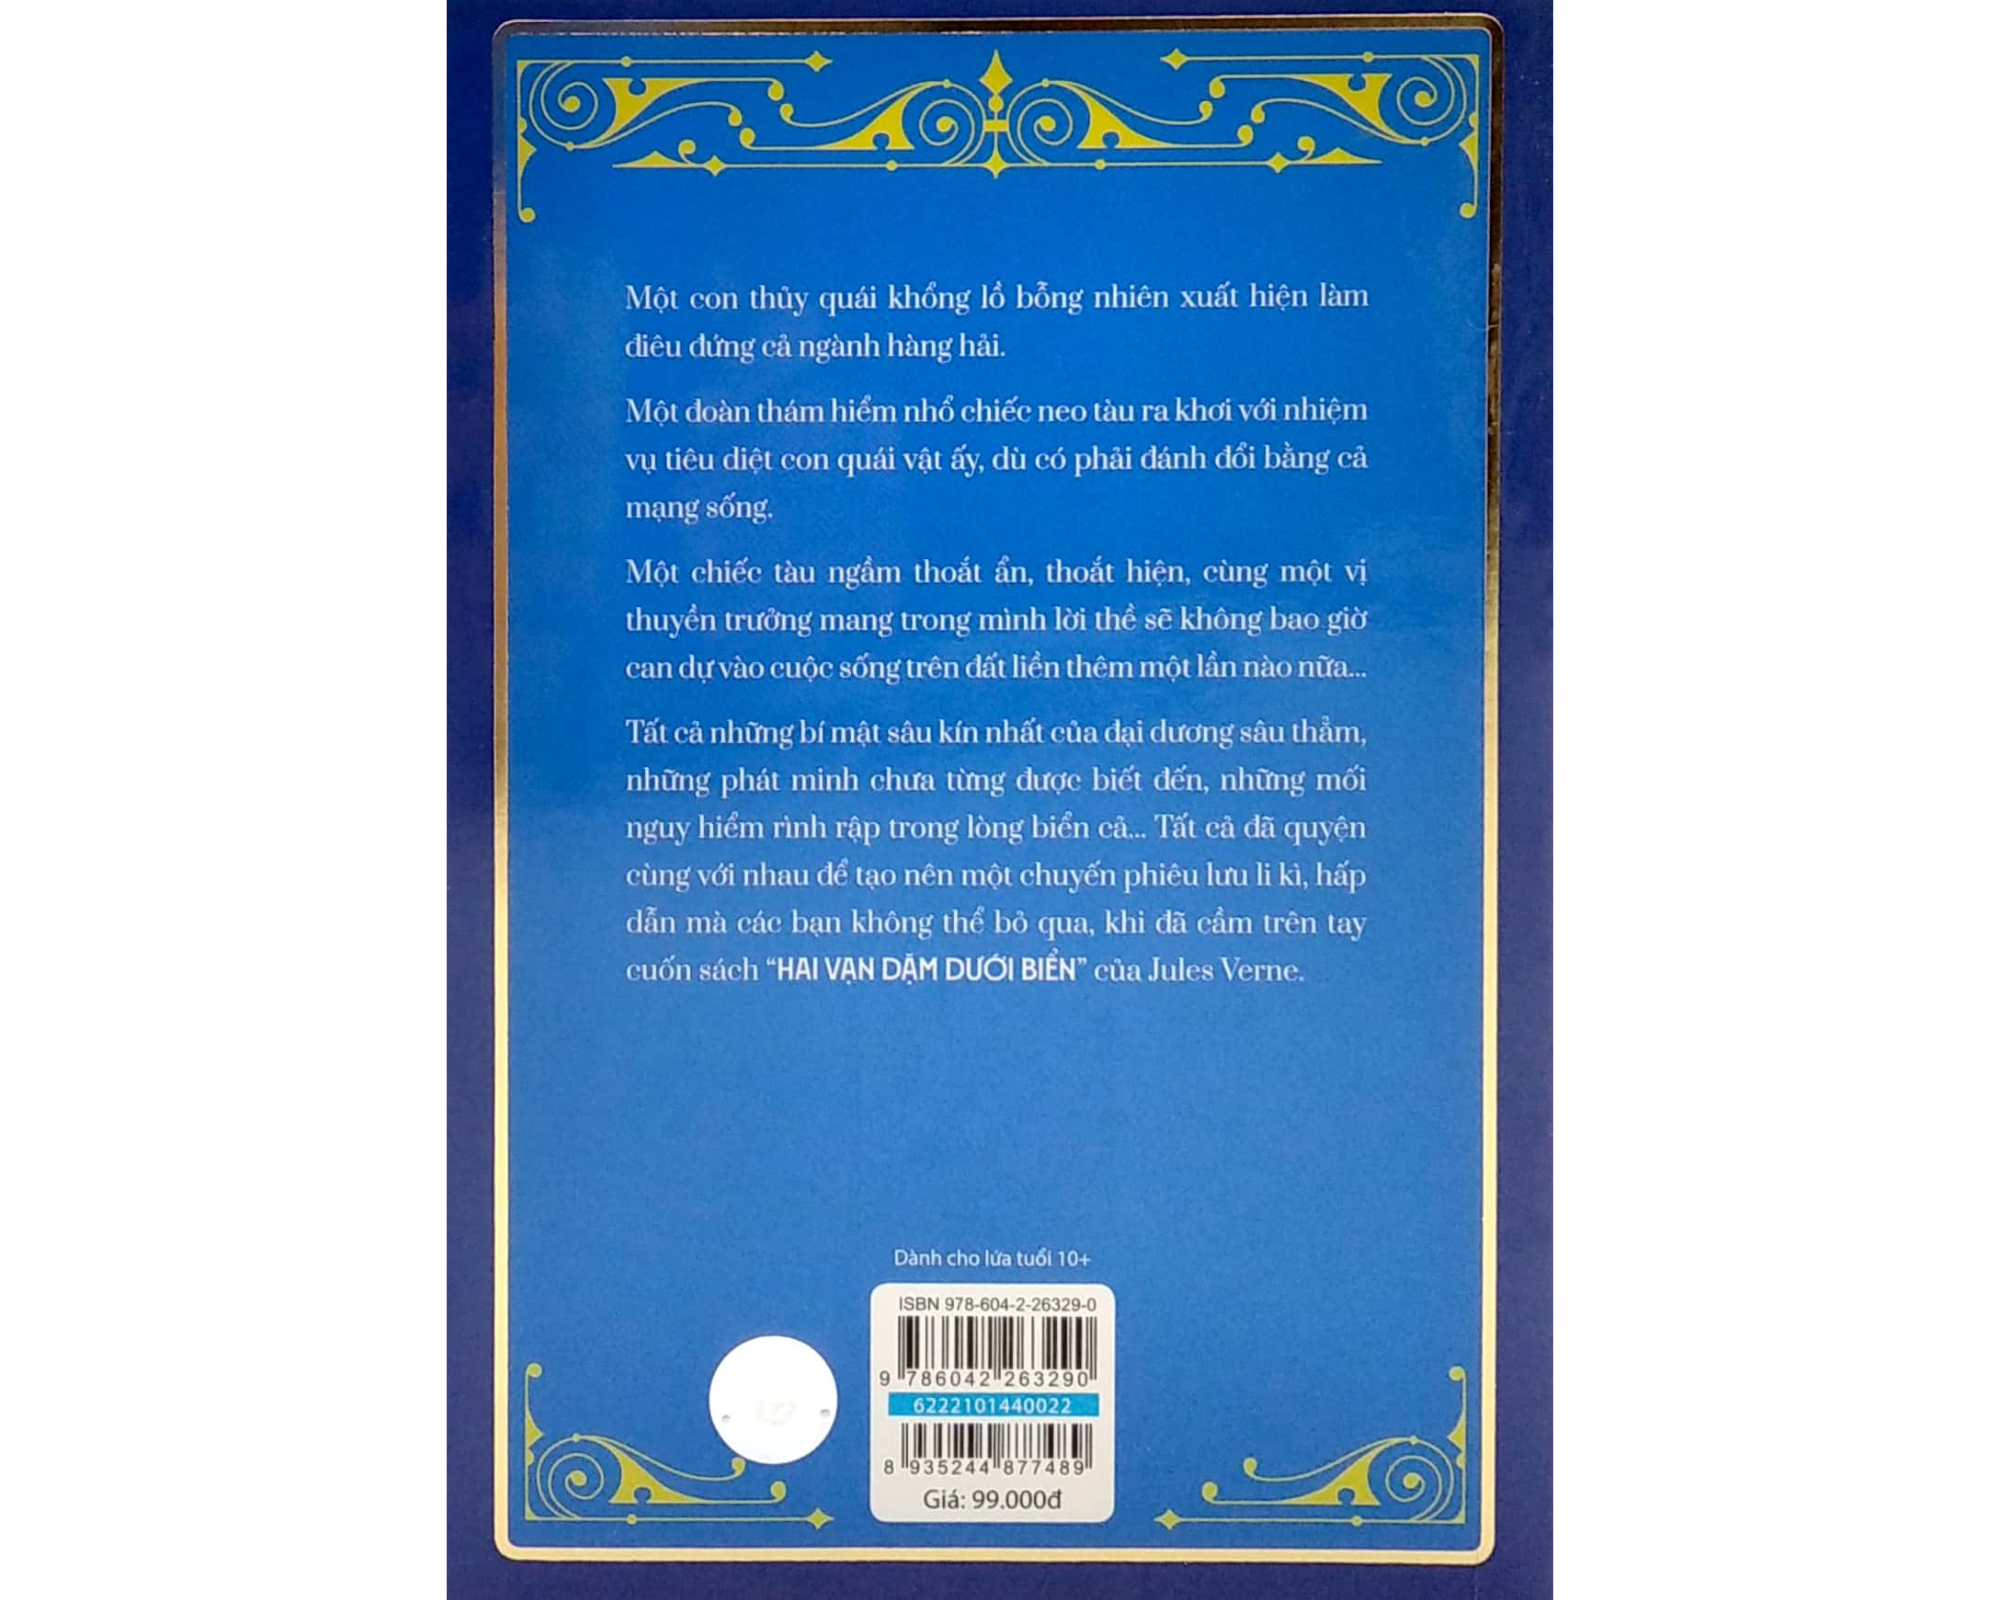 Một con thủy quái khổng lồ bỗng nhiên xuất hiện làm
điêu đứng cả ngành hàng hải.
Một đoàn thám hiểm nhổ chiếc neo tàu ra khơi với nhiệm
vụ tiêu diệt con quái vật ấy, dù có phải đánh đổi bằng cả
mạng sống.
Một chiếc tàu ngầm thoắt ẩn, thoắt hiện, cùng một vị
thuyền trưởng mang trong mình lời thề sẽ không bao giờ
can dự vào cuộc sống trên đất liền thêm một lần nào nữa...
Tất cả những bí mật sâu kín nhất của đại dương sâu thẳm,
những phát minh chưa từng được biết đến, những mối
nguy hiểm rình rập trong lòng biển cả... Tất cả đã quyện
cùng với nhau để tạo nên một chuyến phiêu lưu li kì, hấp
dẫn mà các bạn không thể bỏ qua, khi đã cầm trên tay
cuốn sách “HAI VẠN DẶM DƯỚI BIỂN” của Jules Verne.
Dành cho lứa tuổi 10+
ISBN 978-604-2-26329-0
9 786042 263290
6222101440022
8 935244 877489
Giá: 99.000đ